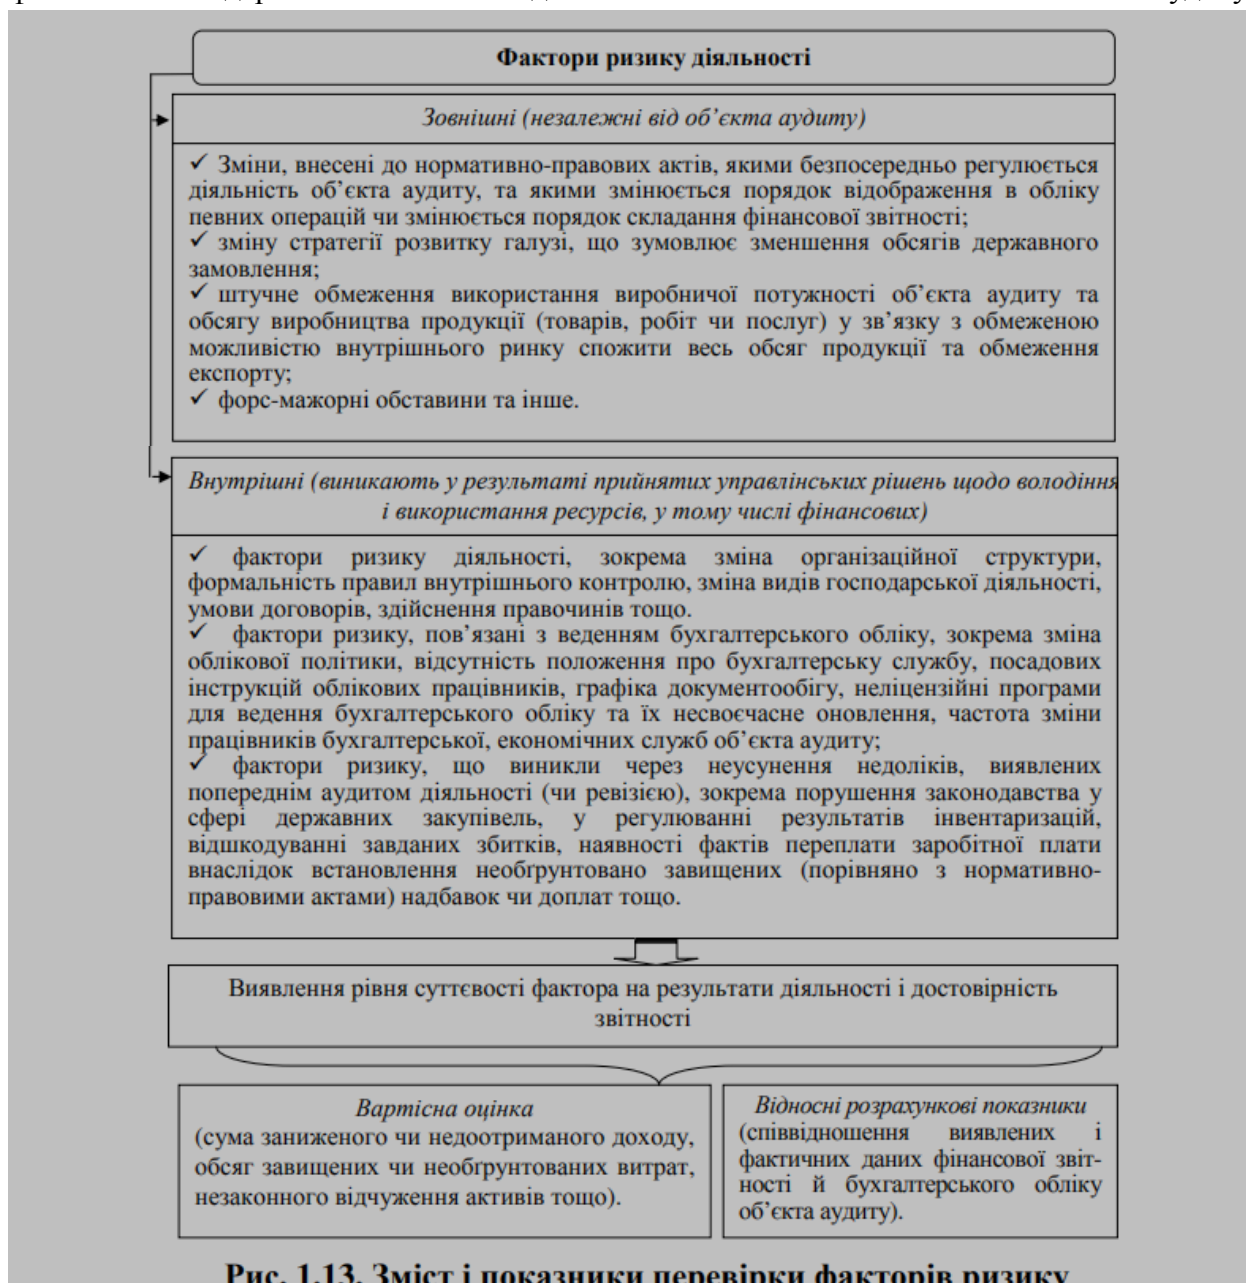 Фактори ризику діяльності
Зовнішні (незалежні від об’єкта аудиту)
✓ Зміни, внесені до нормативно-правових актів, якими безпосередньо регулюється
діяльність об’єкта аудиту, та якими змінюється порядок відображення в обліку
певних операцій чи змінюється порядок складання фінансової звітності;
✓ зміну стратегії розвитку галузі, що зумовлює зменшення обсягів державного
замовлення;
✓ штучне обмеження використання виробничої потужності об’єкта аудиту та
обсягу виробництва продукції (товарів, робіт чи послуг) у зв’язку з обмеженою
можливістю внутрішнього ринку спожити весь обсяг продукції та обмеження
експорту;
✓ форс-мажорні обставини та інше.
Внутрішні (виникають у результаті прийнятих управлінських рішень щодо володіння
і використання ресурсів, у тому числі фінансових)
✓ фактори ризику діяльності, зокрема зміна організаційної структури,
формальність правил внутрішнього контролю, зміна видів господарської діяльності,
умови договорів, здійснення правочинів тощо.
✓ фактори ризику, пов’язані з веденням бухгалтерського обліку, зокрема зміна
облікової політики, відсутність положення про бухгалтерську службу, посадових
інструкцій облікових працівників, графіка документообігу, неліцензійні програми
для ведення бухгалтерського обліку та їх несвоєчасне оновлення, частота зміни
працівників бухгалтерської, економічних служб об’єкта аудиту;
✓ фактори ризику, що виникли через неусунення недоліків, виявлених
попереднім аудитом діяльності (чи ревізією), зокрема порушення законодавства у
сфері державних закупівель, у регулюванні результатів інвентаризацій,
відшкодуванні завданих збитків, наявності фактів переплати заробітної плати
внаслідок встановлення необґрунтовано завищених (порівняно з нормативно-
правовими актами) надбавок чи доплат тощо.
Виявлення рівня суттєвості фактора на результати діяльності і достовірність
звітності
Вартісна оцінка
(сума заниженого чи недоотриманого доходу,
обсяг завищених чи необґрунтованих витрат,
незаконного відчуження активів тощо).
Відносні розрахункові показники
(співвідношення виявлених і
фактичних даних фінансової звіт-
ності й бухгалтерського обліку
об’єкта аудиту).
Рис. 1.13. Зміст і показники перевірки факторів ризику